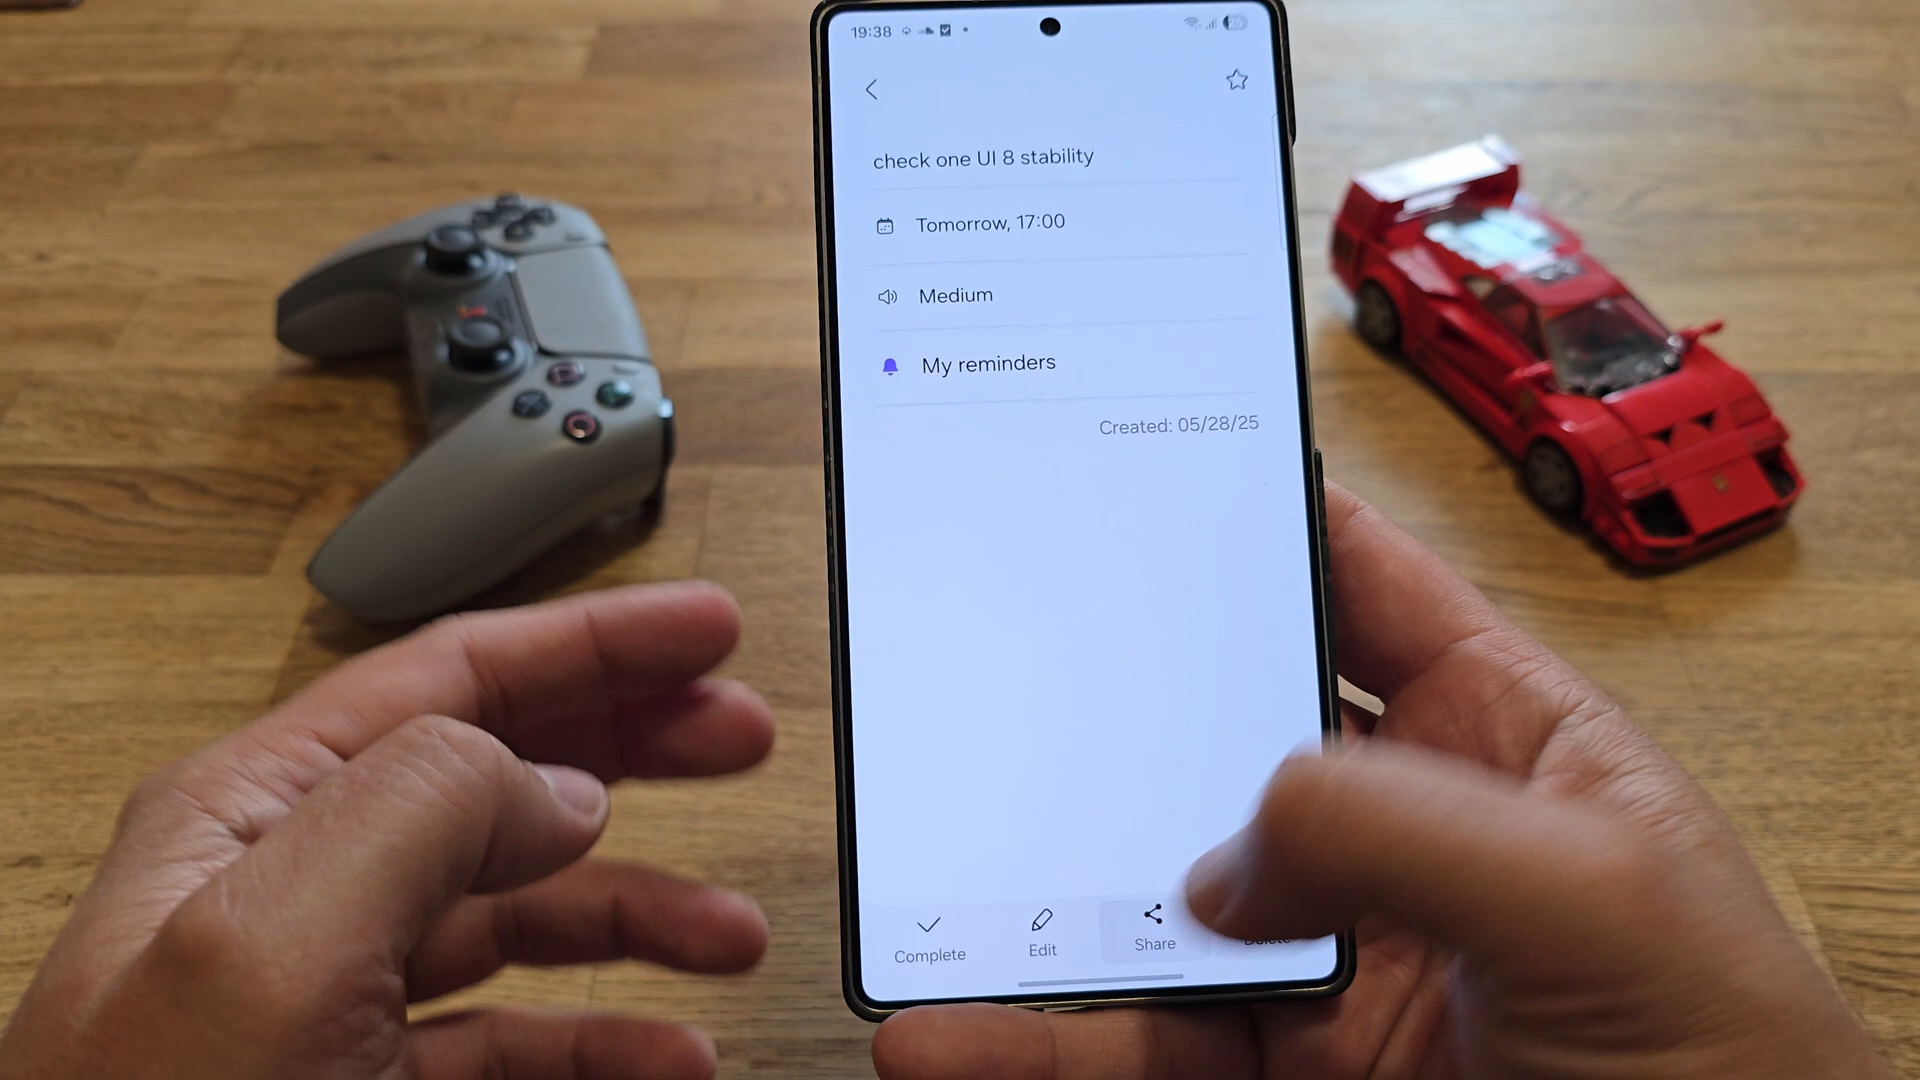 19:38
check one UI 8 stability
Tomorrow, 17:00
Medium
My reminders
Created: 05/28/25
Complete
Edit
Share
Delete